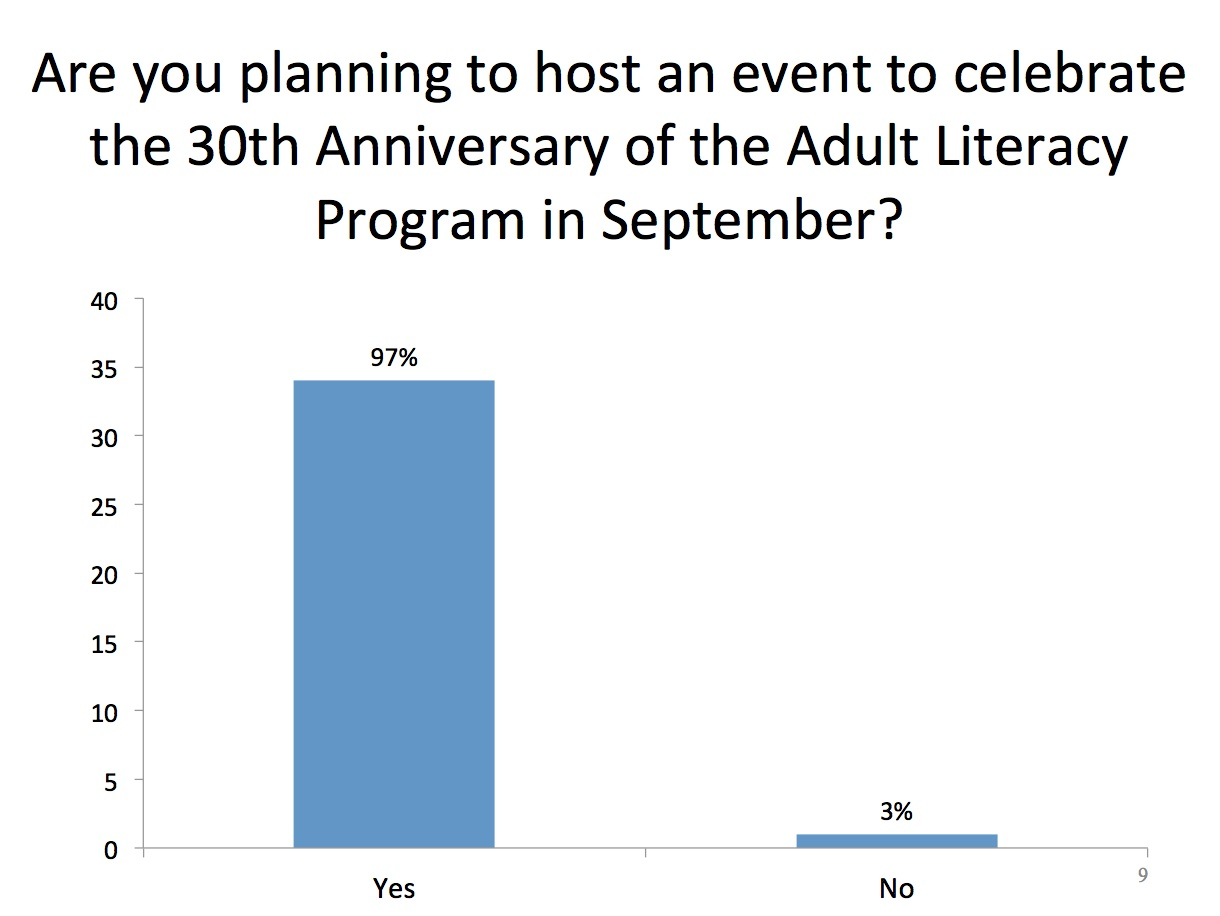 Are you planning to host an event to celebrate
the 30th Anniversary of the Adult Literacy
Program in September?
40
35
30
25
20
15
10
5
0
97%
3%
Yes
No
9